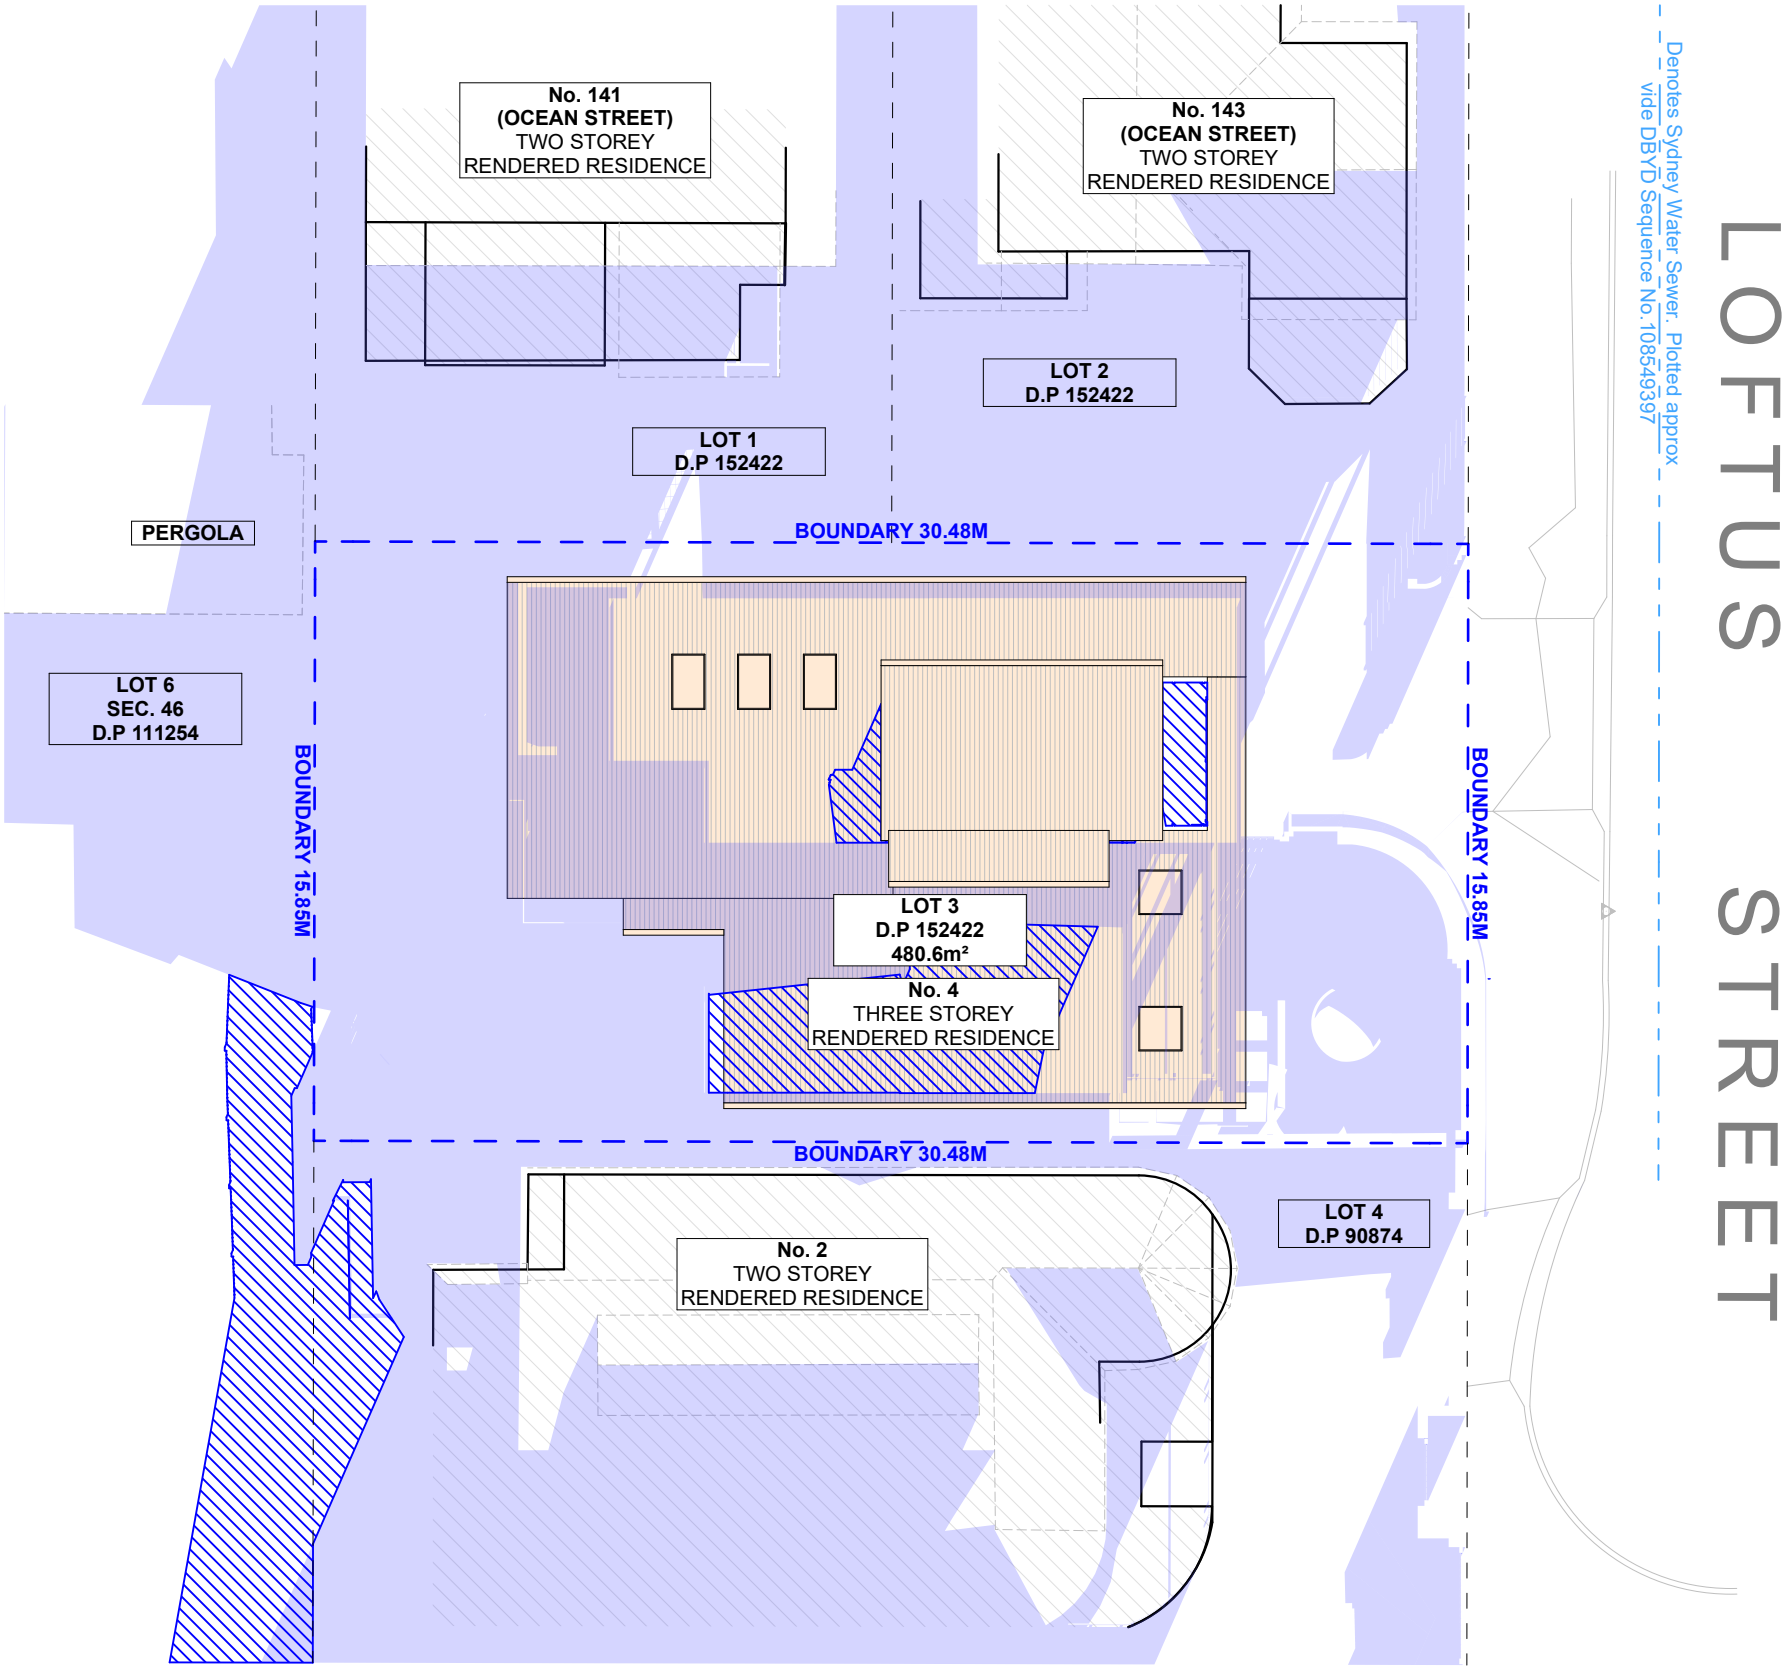 No. 141
(OCEAN STREET)
TWO STOREY
RENDERED RESIDENCE
No. 143
(OCEAN STREET)
TWO STOREY
RENDERED RESIDENCE
Denotes Sydney Water Sewer. Plotted approx
vide DBYD Sequence No.108549397
LOFTUS STREET
LOT 2
D.P 152422
LOT 1
D.P 152422
PERGOLA
BOUNDARY 30.48M
LOT 6
SEC. 46
D.P 111254
BOUNDARY 15.85M
BOUNDARY 15.85M
LOT 3
D.P 152422
480.6m²
No. 4
THREE STOREY
RENDERED RESIDENCE
BOUNDARY 30.48M
LOT 4
D.P 90874
No. 2
TWO STOREY
RENDERED RESIDENCE